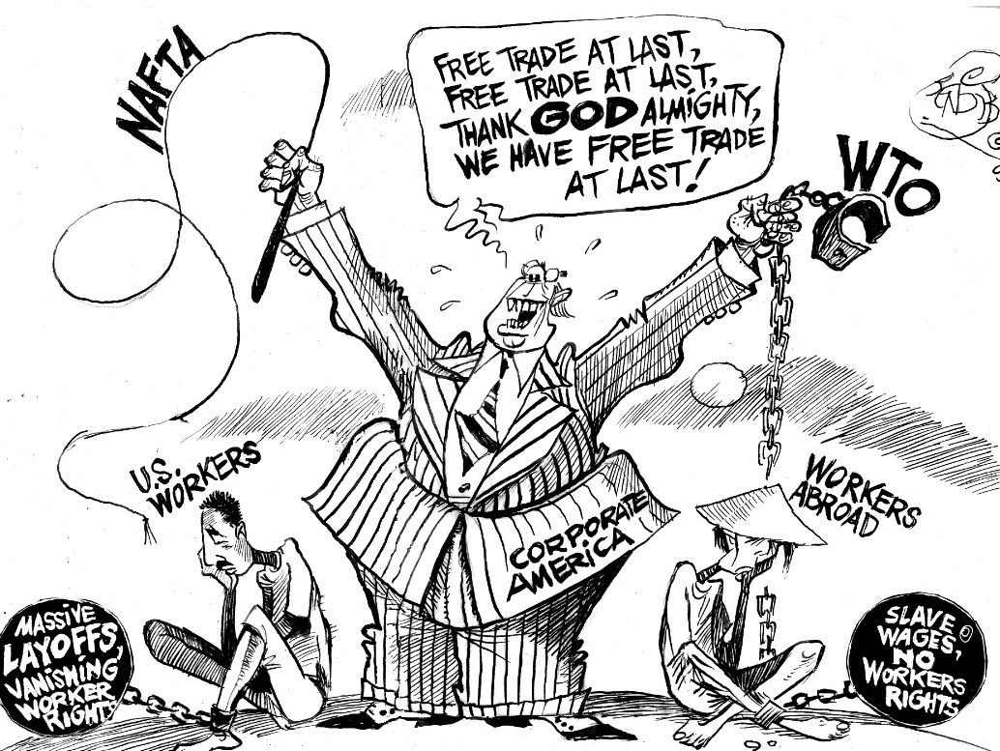 NAFTA
FREE TRADE AT LAST,
FREE TRADE AT LAST,
THANK GOD ALMIGHTY,
WE HAVE FREE TRADE
AT LAST!
WTO
U.S.
WORKERS
WORKERS
ABROAD
CORPORATE
AMERICA
MASSIVE
LAYOFFS,
VANISHING
WORKER
RIGHTS
SLAVE
WAGES,
NO
WORKERS
RIGHTS